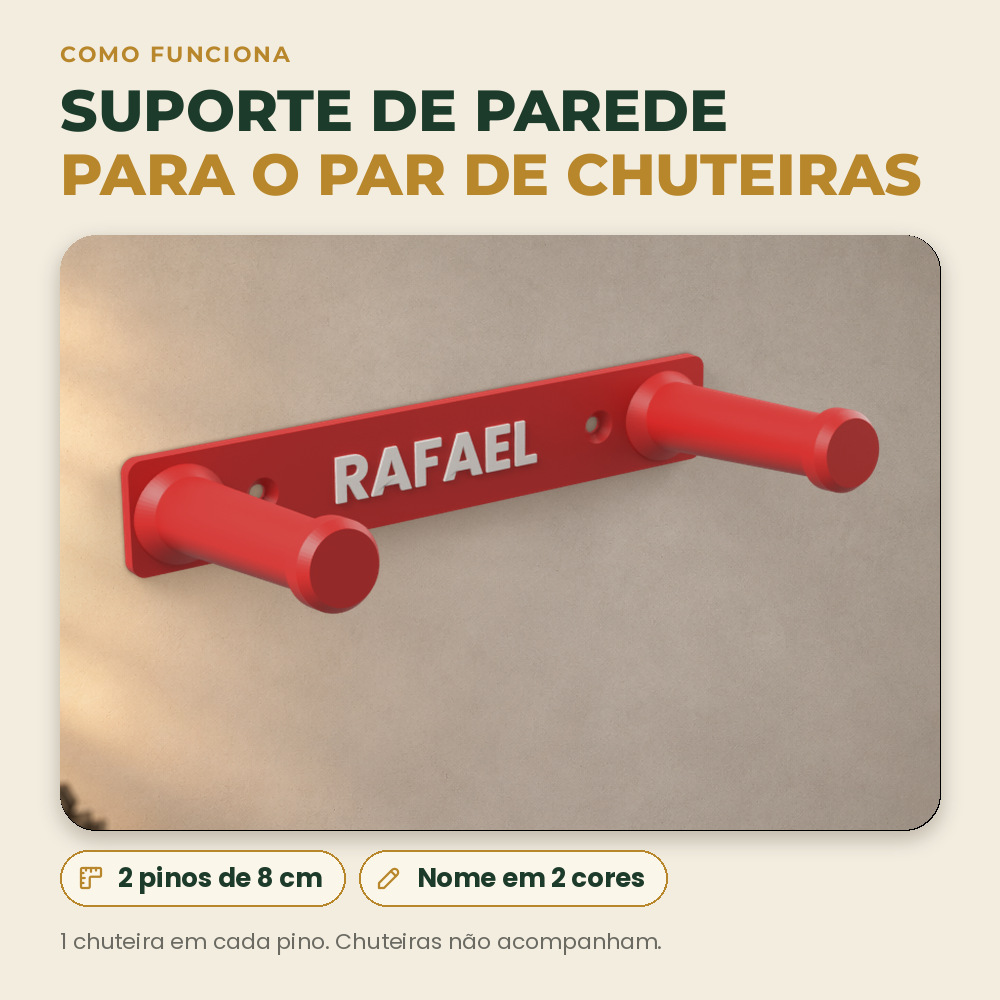 COMO FUNCIONA
SUPORTE DE PAREDE
PARA O PAR DE CHUTEIRAS
RAFAEL
2 pinos de 8 cm
Nome em 2 cores
1 chuteira em cada pino. Chuteiras não acompanham.